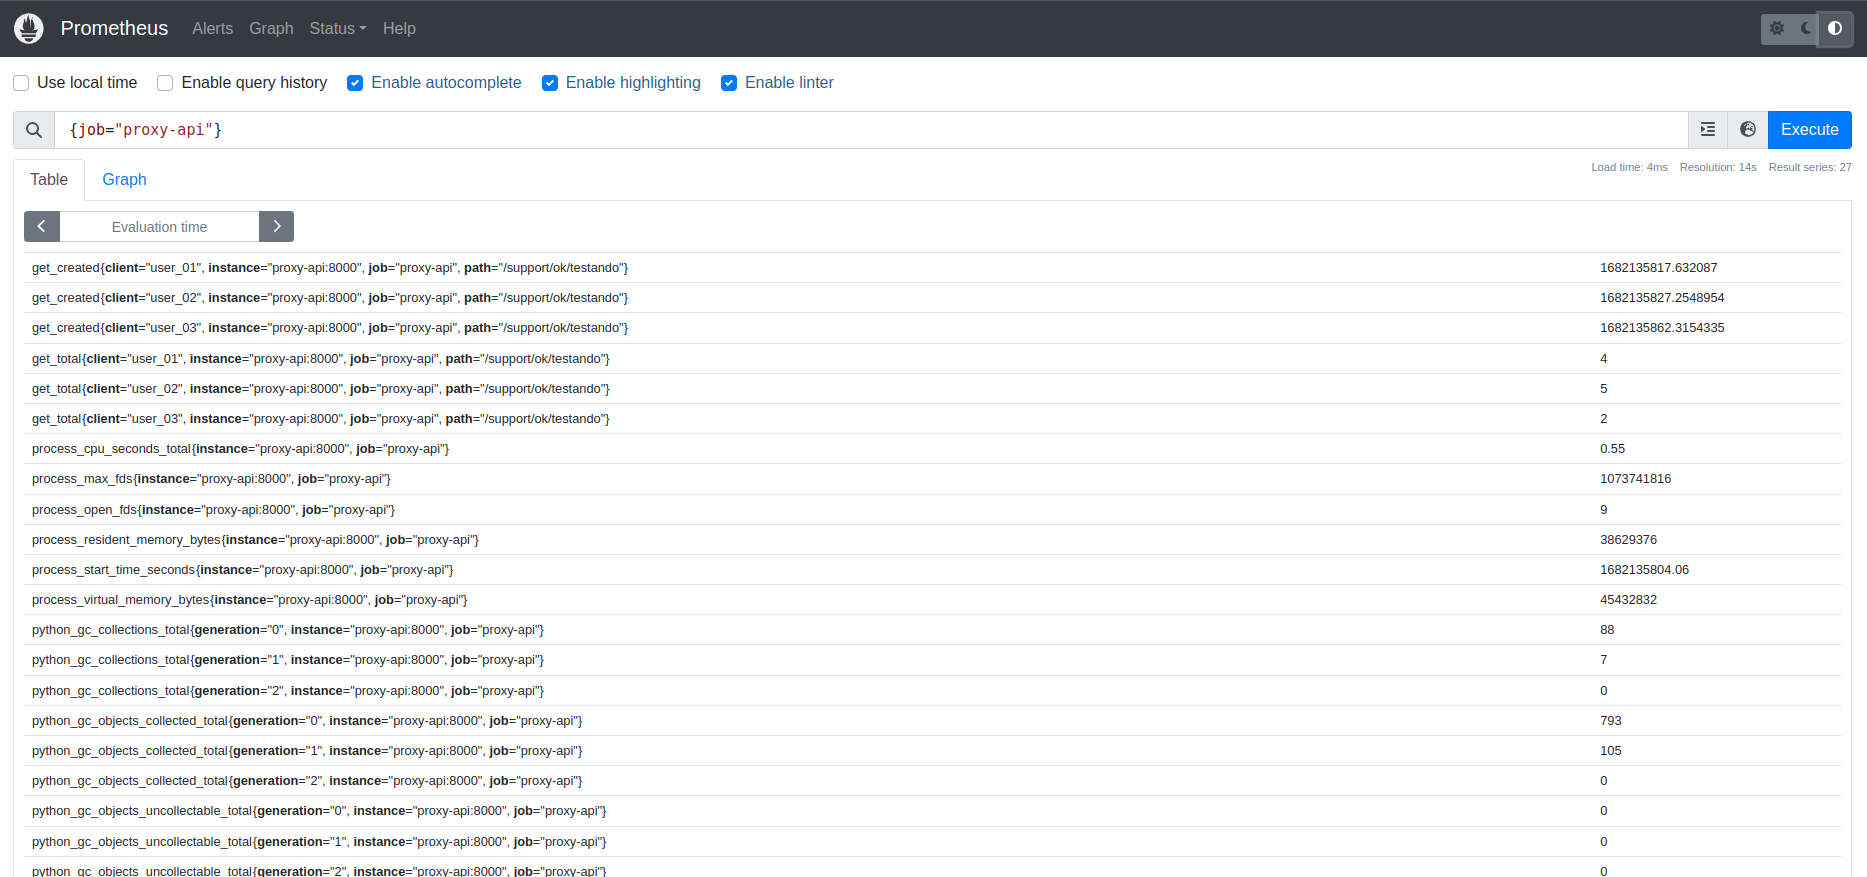 Prometheus Alerts Graph Status Help
Use local time Enable query history Enable autocomplete Enable highlighting Enable linter
{job="proxy-api"} Execute
Table Graph Load time: 4ms Resolution: 14s Result series: 27
Evaluation time
get_created{client="user_01", instance="proxy-api:8000", job="proxy-api", path="/support/ok/testando"} 1682135817.632087
get_created{client="user_02", instance="proxy-api:8000", job="proxy-api", path="/support/ok/testando"} 1682135827.2548954
get_created{client="user_03", instance="proxy-api:8000", job="proxy-api", path="/support/ok/testando"} 1682135862.3154335
get_total{client="user_01", instance="proxy-api:8000", job="proxy-api", path="/support/ok/testando"} 4
get_total{client="user_02", instance="proxy-api:8000", job="proxy-api", path="/support/ok/testando"} 5
get_total{client="user_03", instance="proxy-api:8000", job="proxy-api", path="/support/ok/testando"} 2
process_cpu_seconds_total{instance="proxy-api:8000", job="proxy-api"} 0.55
process_max_fds{instance="proxy-api:8000", job="proxy-api"} 1073741816
process_open_fds{instance="proxy-api:8000", job="proxy-api"} 9
process_resident_memory_bytes{instance="proxy-api:8000", job="proxy-api"} 38629376
process_start_time_seconds{instance="proxy-api:8000", job="proxy-api"} 1682135804.06
process_virtual_memory_bytes{instance="proxy-api:8000", job="proxy-api"} 45432832
python_gc_collections_total{generation="0", instance="proxy-api:8000", job="proxy-api"} 88
python_gc_collections_total{generation="1", instance="proxy-api:8000", job="proxy-api"} 7
python_gc_collections_total{generation="2", instance="proxy-api:8000", job="proxy-api"} 0
python_gc_objects_collected_total{generation="0", instance="proxy-api:8000", job="proxy-api"} 793
python_gc_objects_collected_total{generation="1", instance="proxy-api:8000", job="proxy-api"} 105
python_gc_objects_collected_total{generation="2", instance="proxy-api:8000", job="proxy-api"} 0
python_gc_objects_uncollectable_total{generation="0", instance="proxy-api:8000", job="proxy-api"} 0
python_gc_objects_uncollectable_total{generation="1", instance="proxy-api:8000", job="proxy-api"} 0
python_gc_objects_uncollectable_total{generation="2", instance="proxy-api:8000", job="proxy-api"} 0